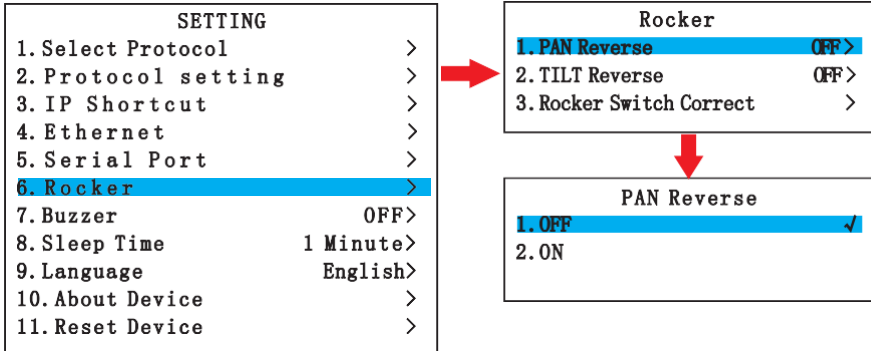 SETTING
1. Select Protocol >
2. Protocol setting >
3. IP Shortcut >
4. Ethernet >
5. Serial Port >
6. Rocker >
7. Buzzer OFF>
8. Sleep Time 1 Minute>
9. Language English>
10. About Device >
11. Reset Device >
Rocker
1. PAN Reverse OFF>
2. TILT Reverse OFF>
3. Rocker Switch Correct >
PAN Reverse
1. OFF √
2. ON